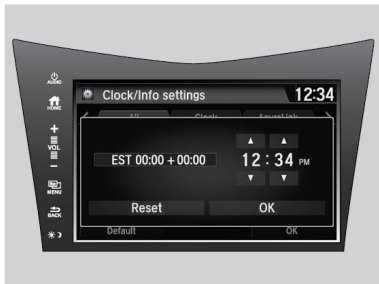 AUDIO
HOME
+
VOL
−
MENU
BACK
Clock/Info settings 12:34
All Clock AcuraLink
EST 00:00 + 00:00 12 : 34 PM
Reset OK
Default OK